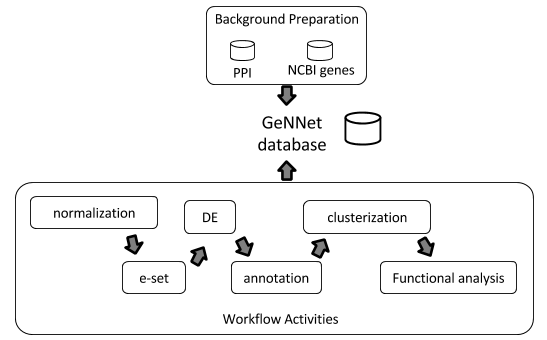 Background Preparation
PPI
NCBI genes
GeNNet
database
normalization
DE
clusterization
e-set
annotation
Functional analysis
Workflow Activities